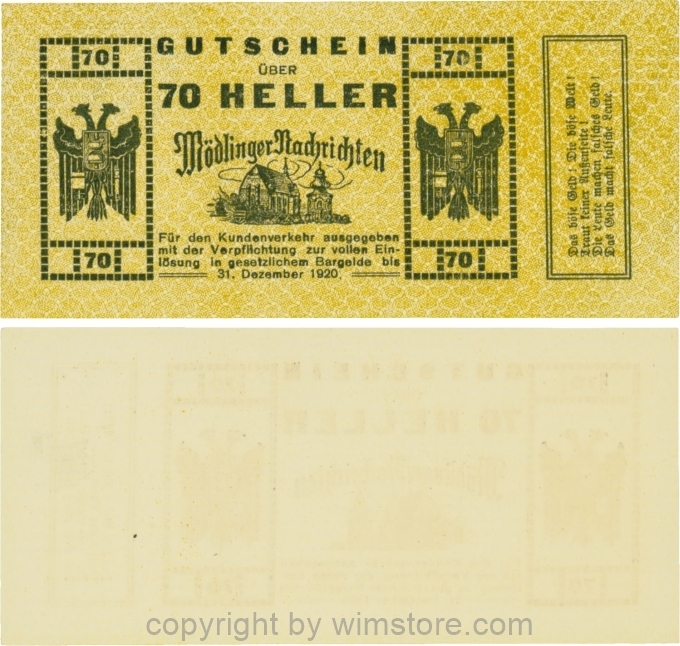 GUTSCHEIN
ÜBER
70 HELLER
70
70
Mödlinger Nachrichten
Für den Kundenverkehr ausgegeben
mit der Verpflichtung zur vollen Ein-
lösung in gesetzlichem Bargelde bis
31. Dezember 1920.
70
70
Das böse Geld! Die böse Welt!
Traut keiner Außenseite!
Die Leute machen falsches Geld!
Das Geld macht falsche Leute.
copyright by wimstore.com